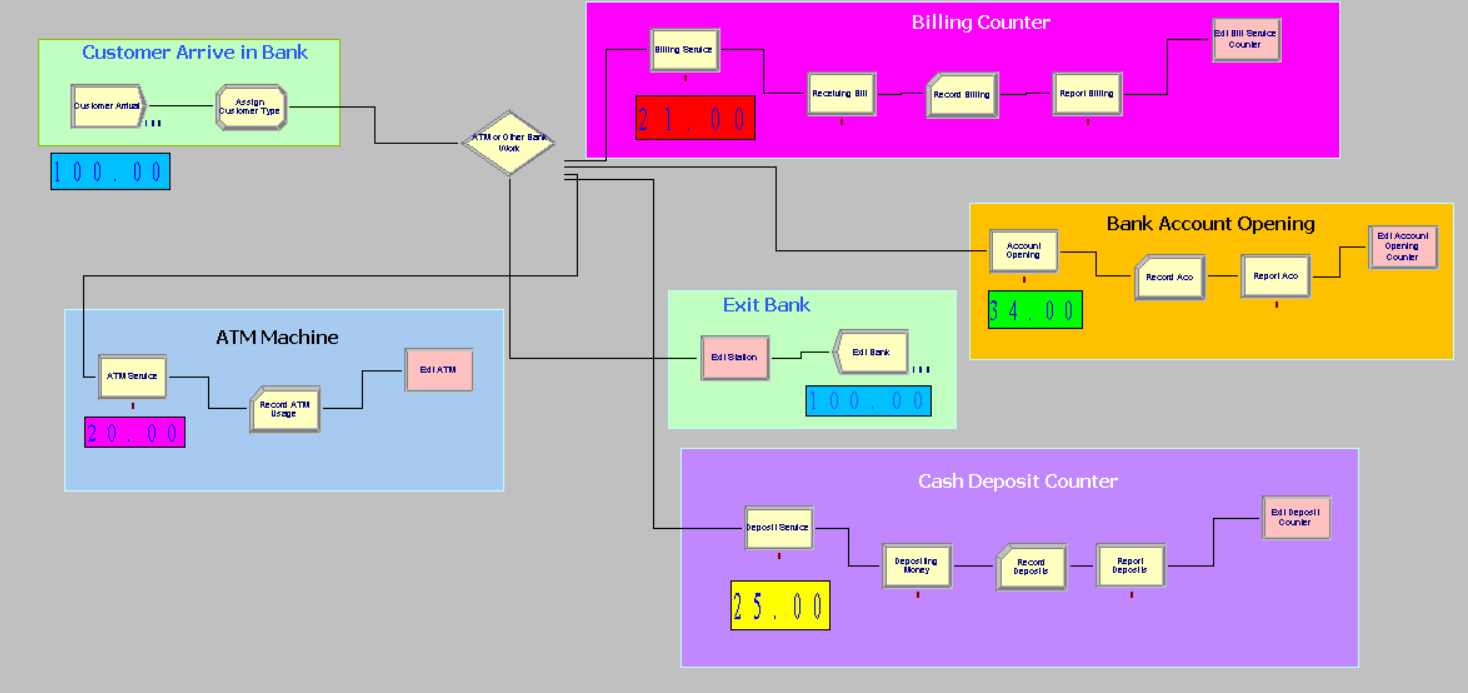 Customer Arrive in Bank
Customer Arrival
Assign
Customer Type
100.00
ATM or Other Bank
Work
Billing Counter
Billing Service
21.00
Receiving Bill
Record Billing
Report Billing
Exit Bill Service
Counter
Bank Account Opening
Account
Opening
34.00
Record Aco
Report Aco
Exit Account
Opening
Counter
Exit Bank
Exit Station
Exit Bank
100.00
ATM Machine
ATM Service
20.00
Record ATM
Usage
Exit ATM
Cash Deposit Counter
Deposit Service
25.00
Depositing
Money
Record
Deposits
Report
Deposits
Exit Deposit
Counter